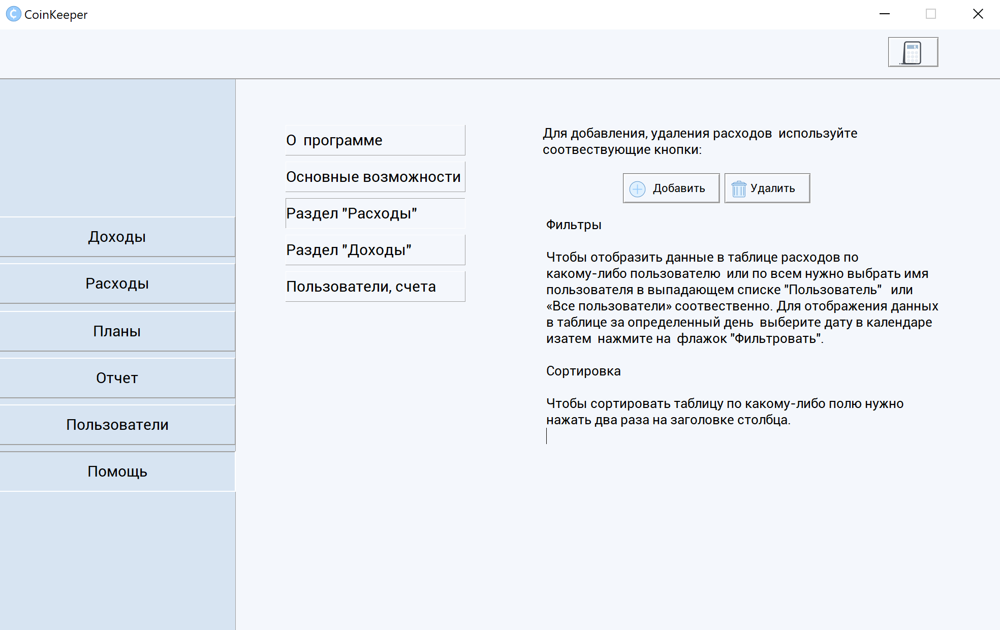 CoinKeeper
Доходы
Расходы
Планы
Отчет
Пользователи
Помощь
О  программе
Основные возможности
Раздел "Расходы"
Раздел "Доходы"
Пользователи, счета
Для добавления, удаления расходов  используйте
соотвествующие кнопки:
Добавить
Удалить
Фильтры
Чтобы отобразить данные в таблице расходов по
какому-либо пользователю  или по всем нужно выбрать имя
пользователя в выпадающем списке "Пользователь"   или
«Все пользователи» соотвественно. Для отображения данных
в таблице за определенный день  выберите дату в календаре
изатем  нажмите на  флажок "Фильтровать".
Сортировка
Чтобы сортировать таблицу по какому-либо полю нужно
нажать два раза на заголовке столбца.